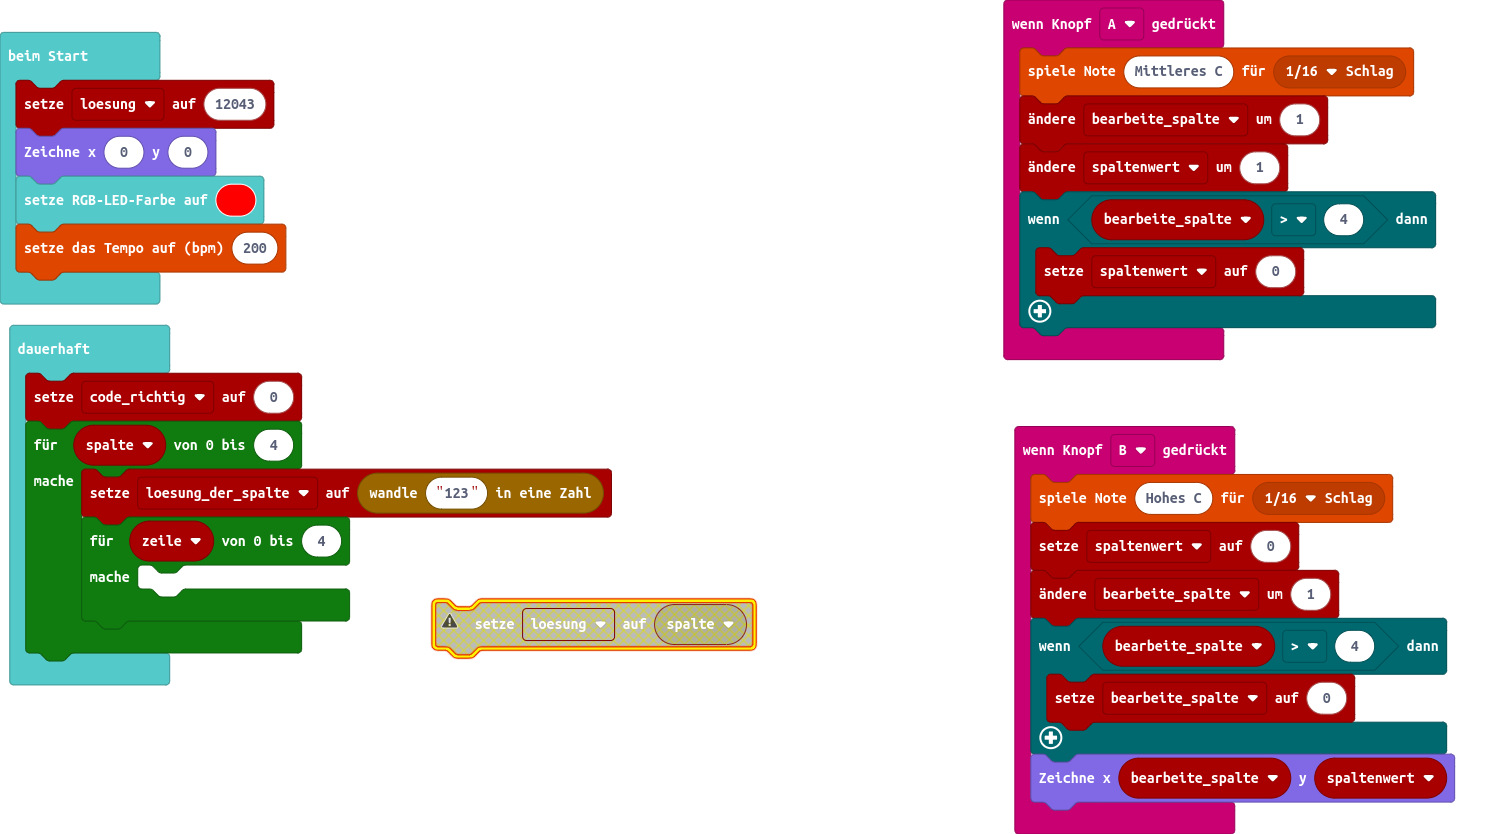 beim Start
setze loesung auf 12043
Zeichne x 0 y 0
setze RGB-LED-Farbe auf
setze das Tempo auf (bpm) 200
dauerhaft
setze code_richtig auf 0
für spalte von 0 bis 4
mache
setze loesung_der_spalte auf wandle "123" in eine Zahl
für zeile von 0 bis 4
mache
setze loesung auf spalte
wenn Knopf A gedrückt
spiele Note Mittleres C für 1/16 Schlag
ändere bearbeite_spalte um 1
ändere spaltenwert um 1
wenn bearbeite_spalte > 4 dann
setze spaltenwert auf 0
wenn Knopf B gedrückt
spiele Note Hohes C für 1/16 Schlag
setze spaltenwert auf 0
ändere bearbeite_spalte um 1
wenn bearbeite_spalte > 4 dann
setze bearbeite_spalte auf 0
Zeichne x bearbeite_spalte y spaltenwert